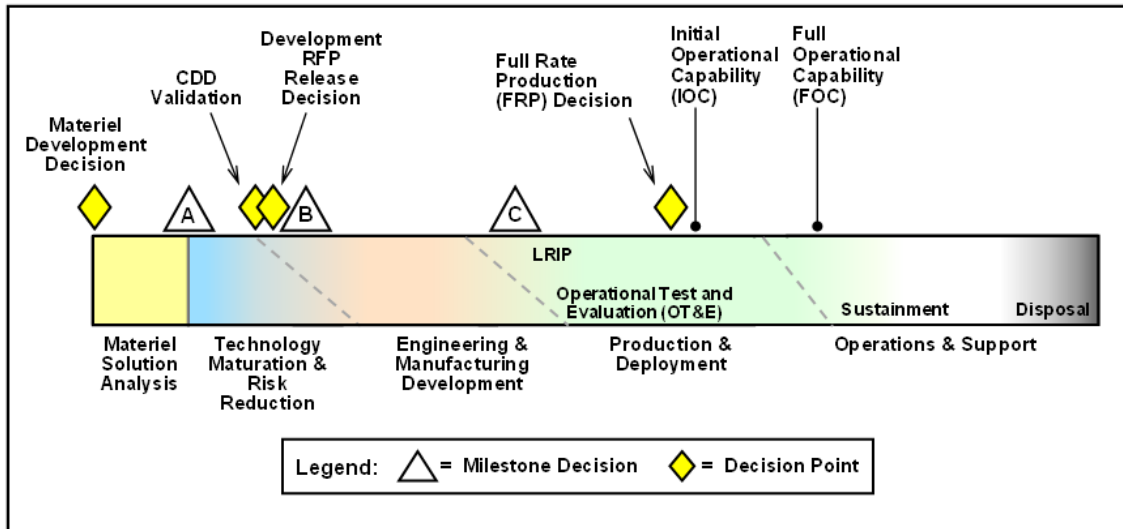 Materiel
Development
Decision
CDD
Validation
Development
RFP
Release
Decision
Full Rate
Production
(FRP) Decision
Initial
Operational
Capability
(IOC)
Full
Operational
Capability
(FOC)
A
B
C
LRIP
Operational Test and
Evaluation (OT&E)
Sustainment
Disposal
Materiel
Solution
Analysis
Technology
Maturation &
Risk
Reduction
Engineering &
Manufacturing
Development
Production &
Deployment
Operations & Support
Legend: = Milestone Decision = Decision Point